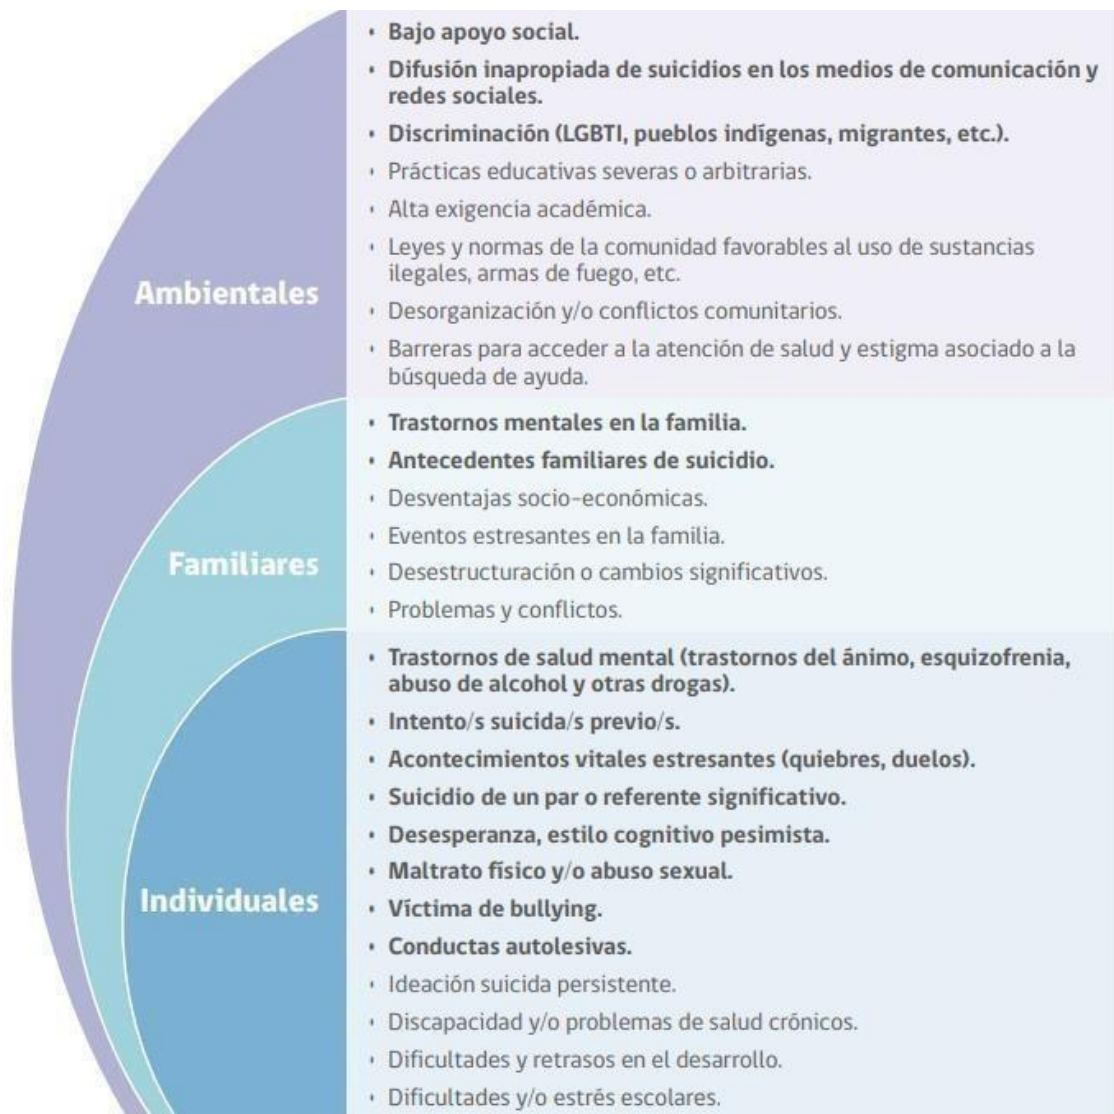 • Bajo apoyo social.
• Difusión inapropiada de suicidios en los medios de comunicación y
redes sociales.
• Discriminación (LGBTI, pueblos indígenas, migrantes, etc.).
• Prácticas educativas severas o arbitrarias.
• Alta exigencia académica.
• Leyes y normas de la comunidad favorables al uso de sustancias
ilegales, armas de fuego, etc.
Ambientales
• Desorganización y/o conflictos comunitarios.
• Barreras para acceder a la atención de salud y estigma asociado a la
búsqueda de ayuda.
• Trastornos mentales en la familia.
• Antecedentes familiares de suicidio.
• Desventajas socio-económicas.
• Eventos estresantes en la familia.
Familiares
• Desestructuración o cambios significativos.
• Problemas y conflictos.
• Trastornos de salud mental (trastornos del ánimo, esquizofrenia,
abuso de alcohol y otras drogas).
• Intento/s suicida/s previo/s.
• Acontecimientos vitales estresantes (quiebres, duelos).
• Suicidio de un par o referente significativo.
• Desesperanza, estilo cognitivo pesimista.
• Maltrato físico y/o abuso sexual.
Individuales
• Víctima de bullying.
• Conductas autolesivas.
• Ideación suicida persistente.
• Discapacidad y/o problemas de salud crónicos.
• Dificultades y retrasos en el desarrollo.
• Dificultades y/o estrés escolares.